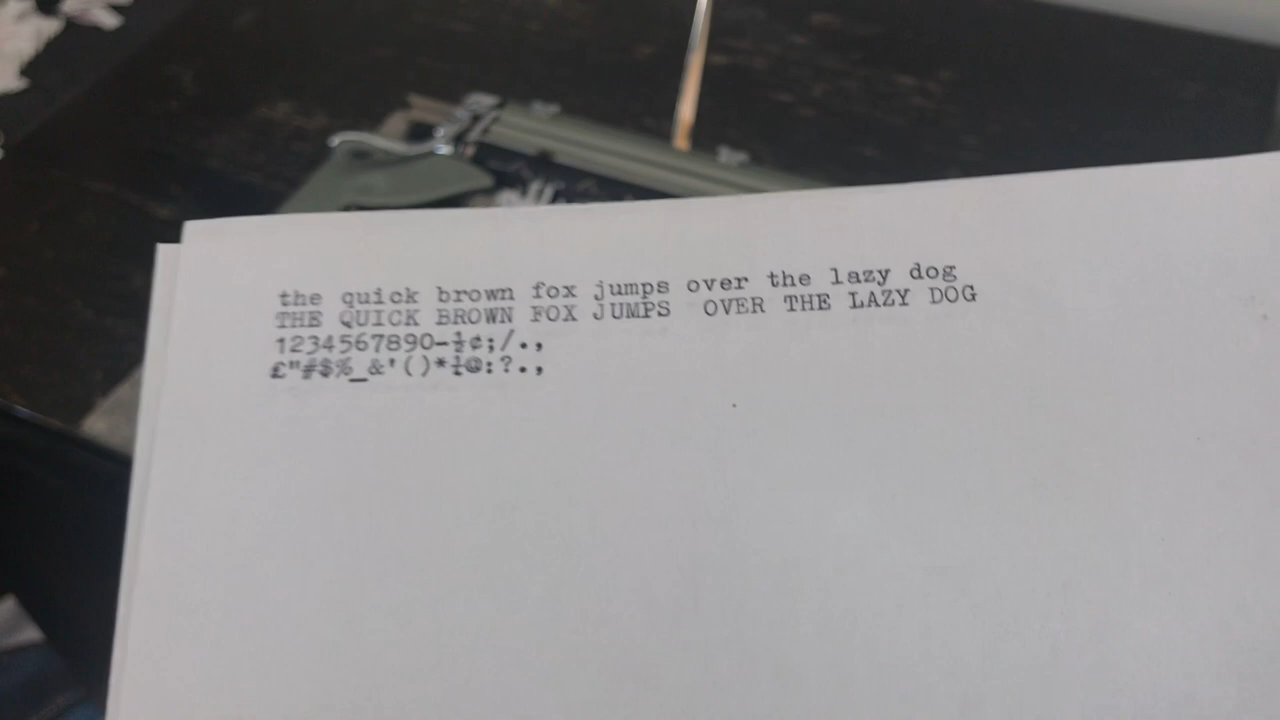 the quick brown fox jumps over the lazy dog
THE QUICK BROWN FOX JUMPS  OVER THE LAZY DOG
1234567890-½¢;/.,
£"#$%_&'()*¼@:?.,